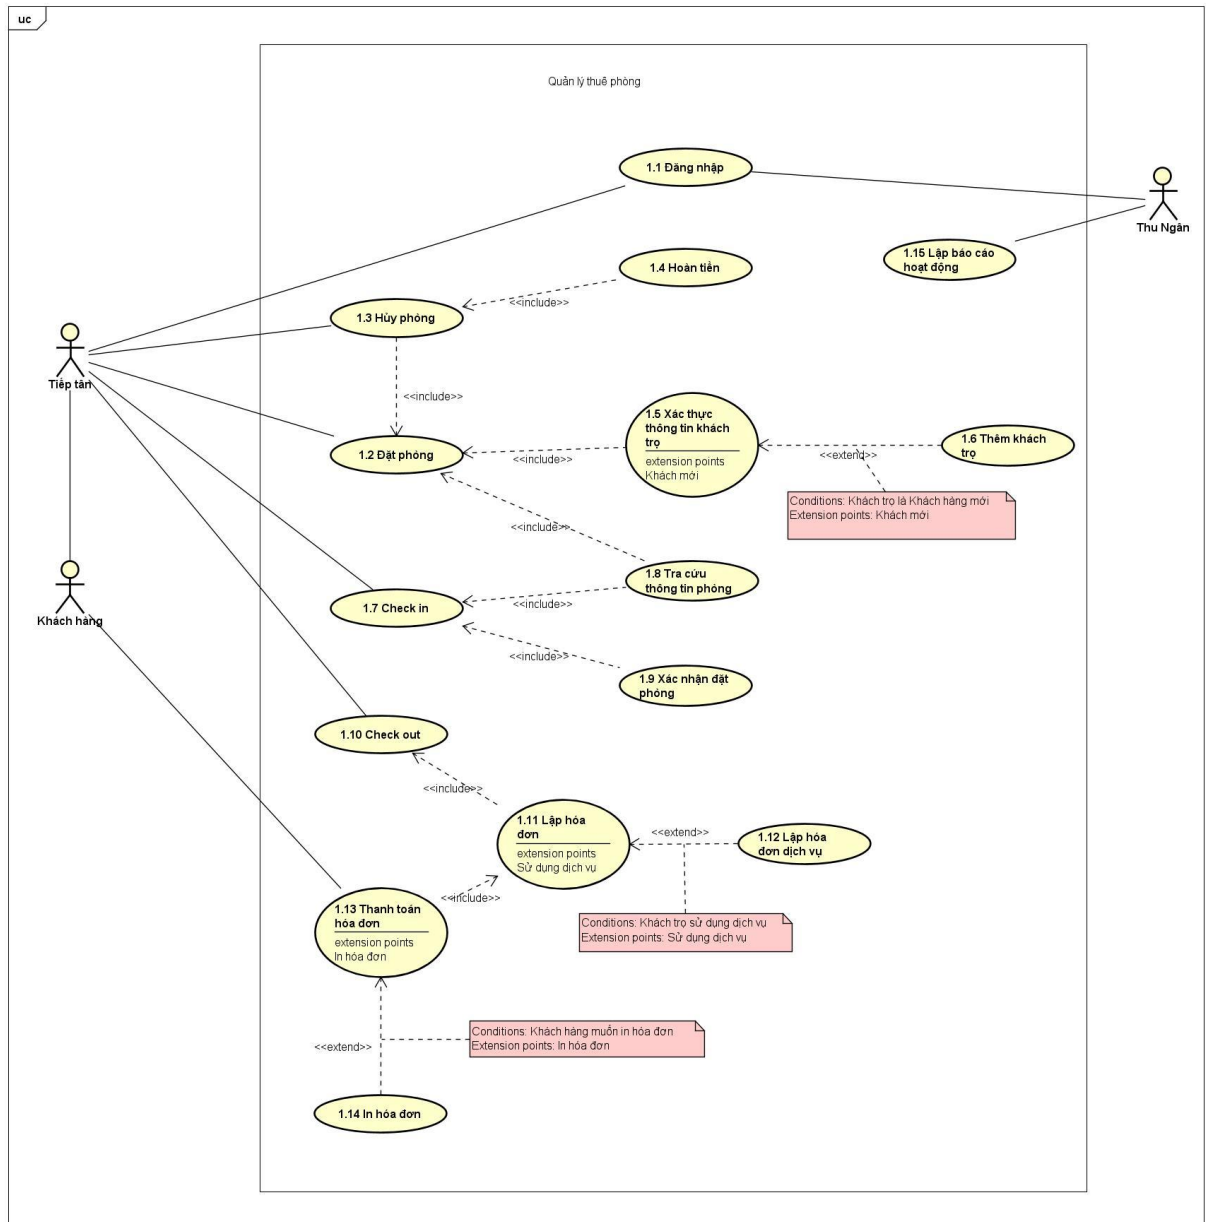 uc
Quản lý thuê phòng
1.1 Đăng nhập
Thu Ngân
1.15 Lập báo cáo
hoạt động
1.4 Hoàn tiền
<<include>>
1.3 Hủy phòng
Tiếp tân
<<include>>
1.5 Xác thực
thông tin khách
trọ
extension points
Khách mới
1.6 Thêm khách
trọ
<<extend>>
1.2 Đặt phòng
<<include>>
Conditions: Khách trọ là Khách hàng mới
Extension points: Khách mới
<<include>>
1.8 Tra cứu
thông tin phòng
1.7 Check in
<<include>>
Khách hàng
<<include>>
1.9 Xác nhận đặt
phòng
1.10 Check out
<<include>>
1.11 Lập hóa
đơn
extension points
Sử dụng dịch vụ
<<extend>>
1.12 Lập hóa
đơn dịch vụ
<<include>>
1.13 Thanh toán
hóa đơn
extension points
In hóa đơn
Conditions: Khách trọ sử dụng dịch vụ
Extension points: Sử dụng dịch vụ
Conditions: Khách hàng muốn in hóa đơn
Extension points: In hóa đơn
<<extend>>
1.14 In hóa đơn